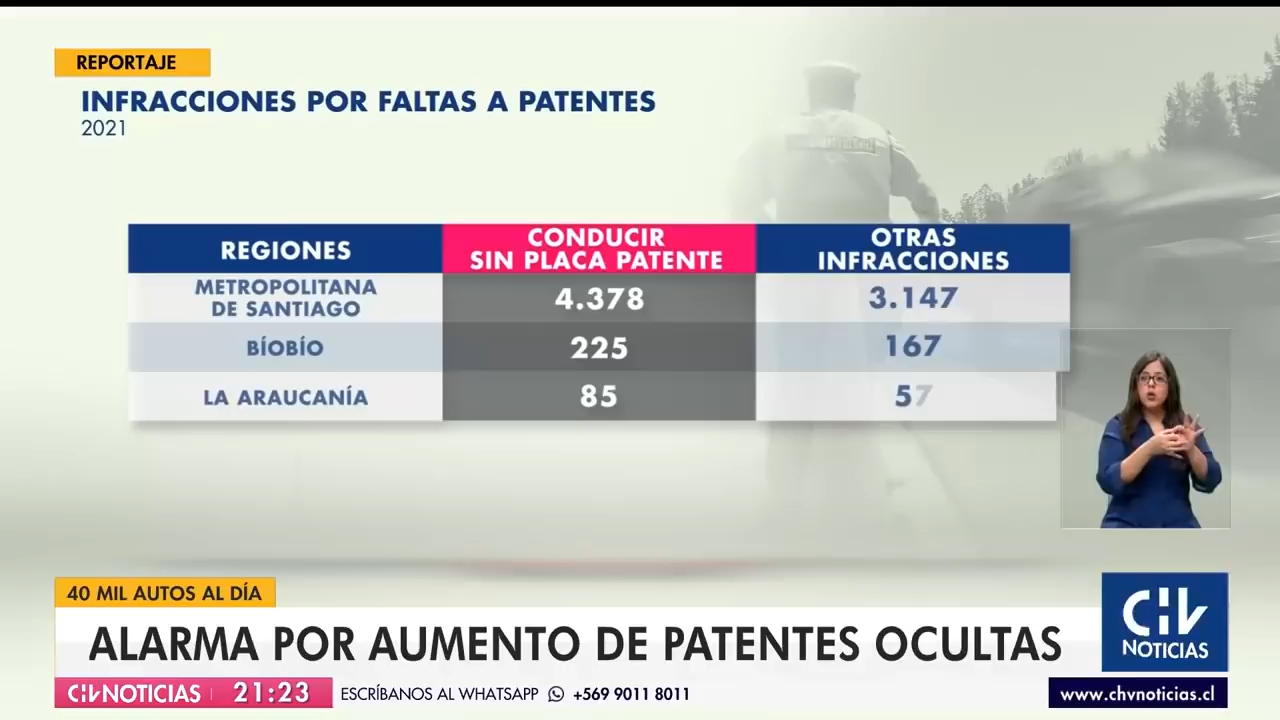 REPORTAJE
INFRACCIONES POR FALTAS A PATENTES
2021
REGIONES
CONDUCIR
SIN PLACA PATENTE
OTRAS
INFRACCIONES
METROPOLITANA
DE SANTIAGO
4.378
3.147
BÍOBÍO
225
167
LA ARAUCANÍA
85
57
40 MIL AUTOS AL DÍA
ALARMA POR AUMENTO DE PATENTES OCULTAS
CHV
NOTICIAS
CHVNOTICIAS
21:23
ESCRÍBANOS AL WHATSAPP +569 9011 8011
www.chvnoticias.cl